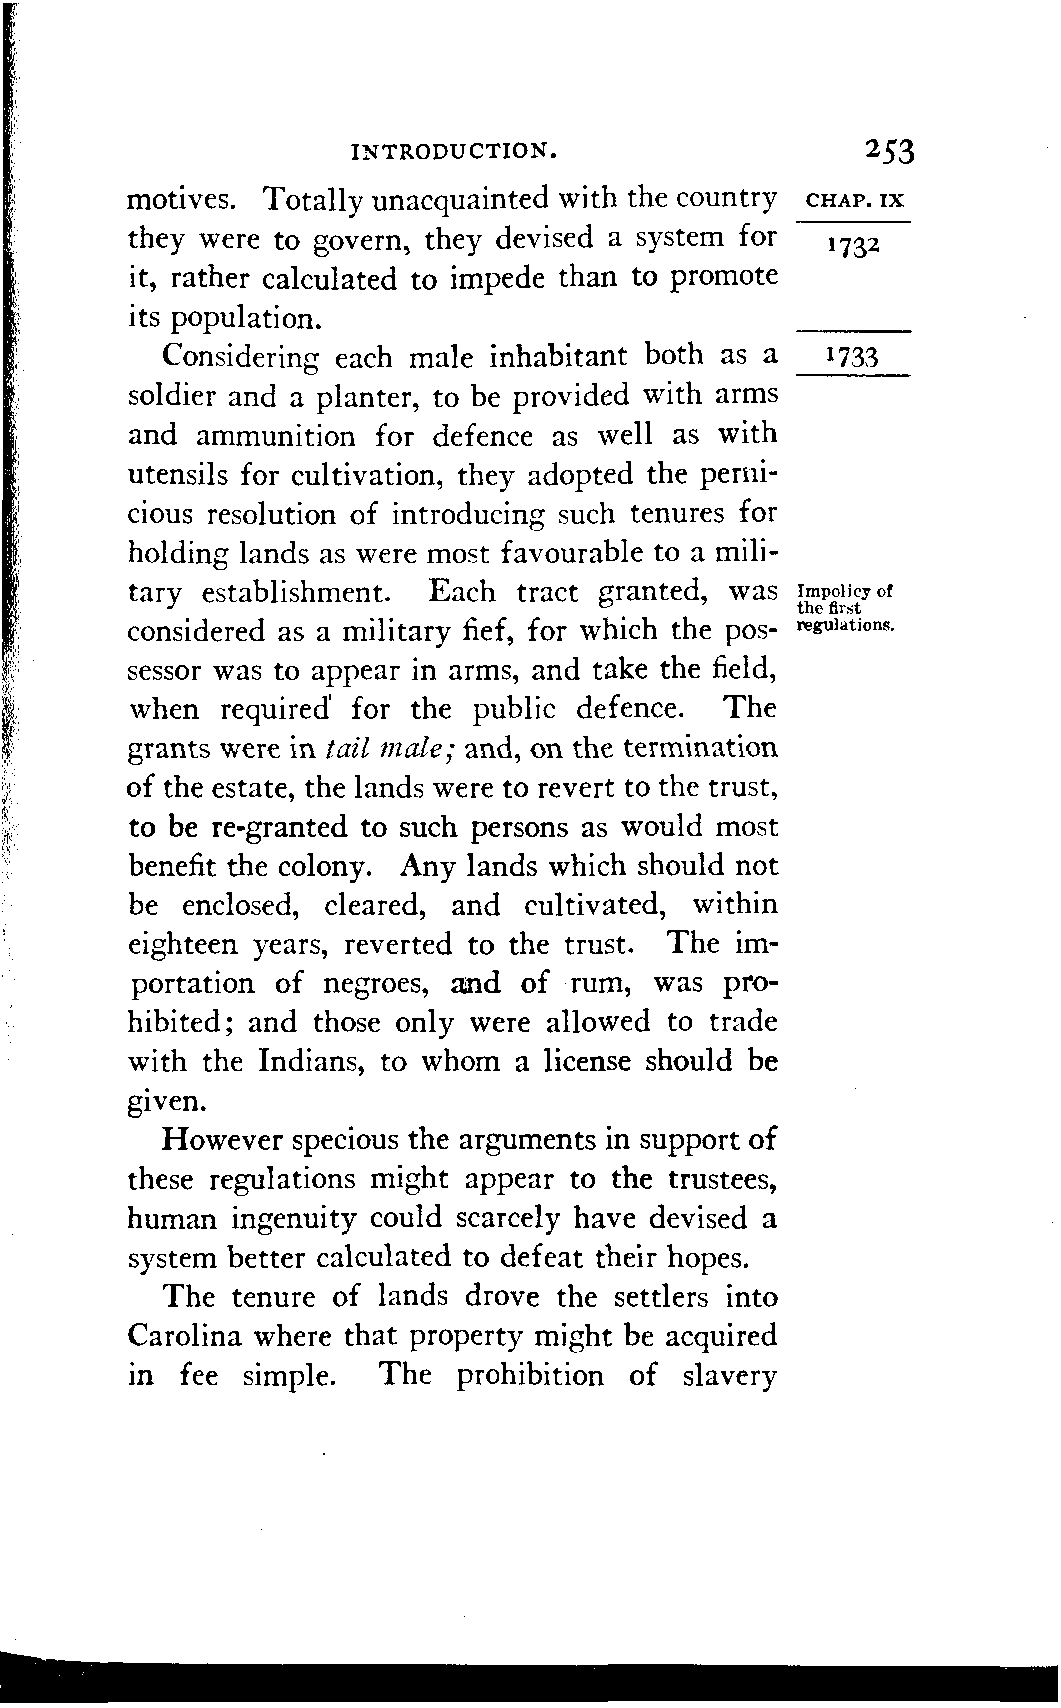 INTRODUCTION. 253
motives. Totally unacquainted with the country
CHAP. IX
they were to govern, they devised a system for
1732
it, rather calculated to impede than to promote
its population.
Considering each male inhabitant both as a
1733
soldier and a planter, to be provided with arms
and ammunition for defence as well as with
utensils for cultivation, they adopted the perni-
cious resolution of introducing such tenures for
holding lands as were most favourable to a mili-
tary establishment. Each tract granted, was
Impolicy of
the first
regulations.
considered as a military fief, for which the pos-
sessor was to appear in arms, and take the field,
when required for the public defence. The
grants were in tail male; and, on the termination
of the estate, the lands were to revert to the trust,
to be re-granted to such persons as would most
benefit the colony. Any lands which should not
be enclosed, cleared, and cultivated, within
eighteen years, reverted to the trust. The im-
portation of negroes, and of rum, was pro-
hibited; and those only were allowed to trade
with the Indians, to whom a license should be
given.
However specious the arguments in support of
these regulations might appear to the trustees,
human ingenuity could scarcely have devised a
system better calculated to defeat their hopes.
The tenure of lands drove the settlers into
Carolina where that property might be acquired
in fee simple. The prohibition of slavery